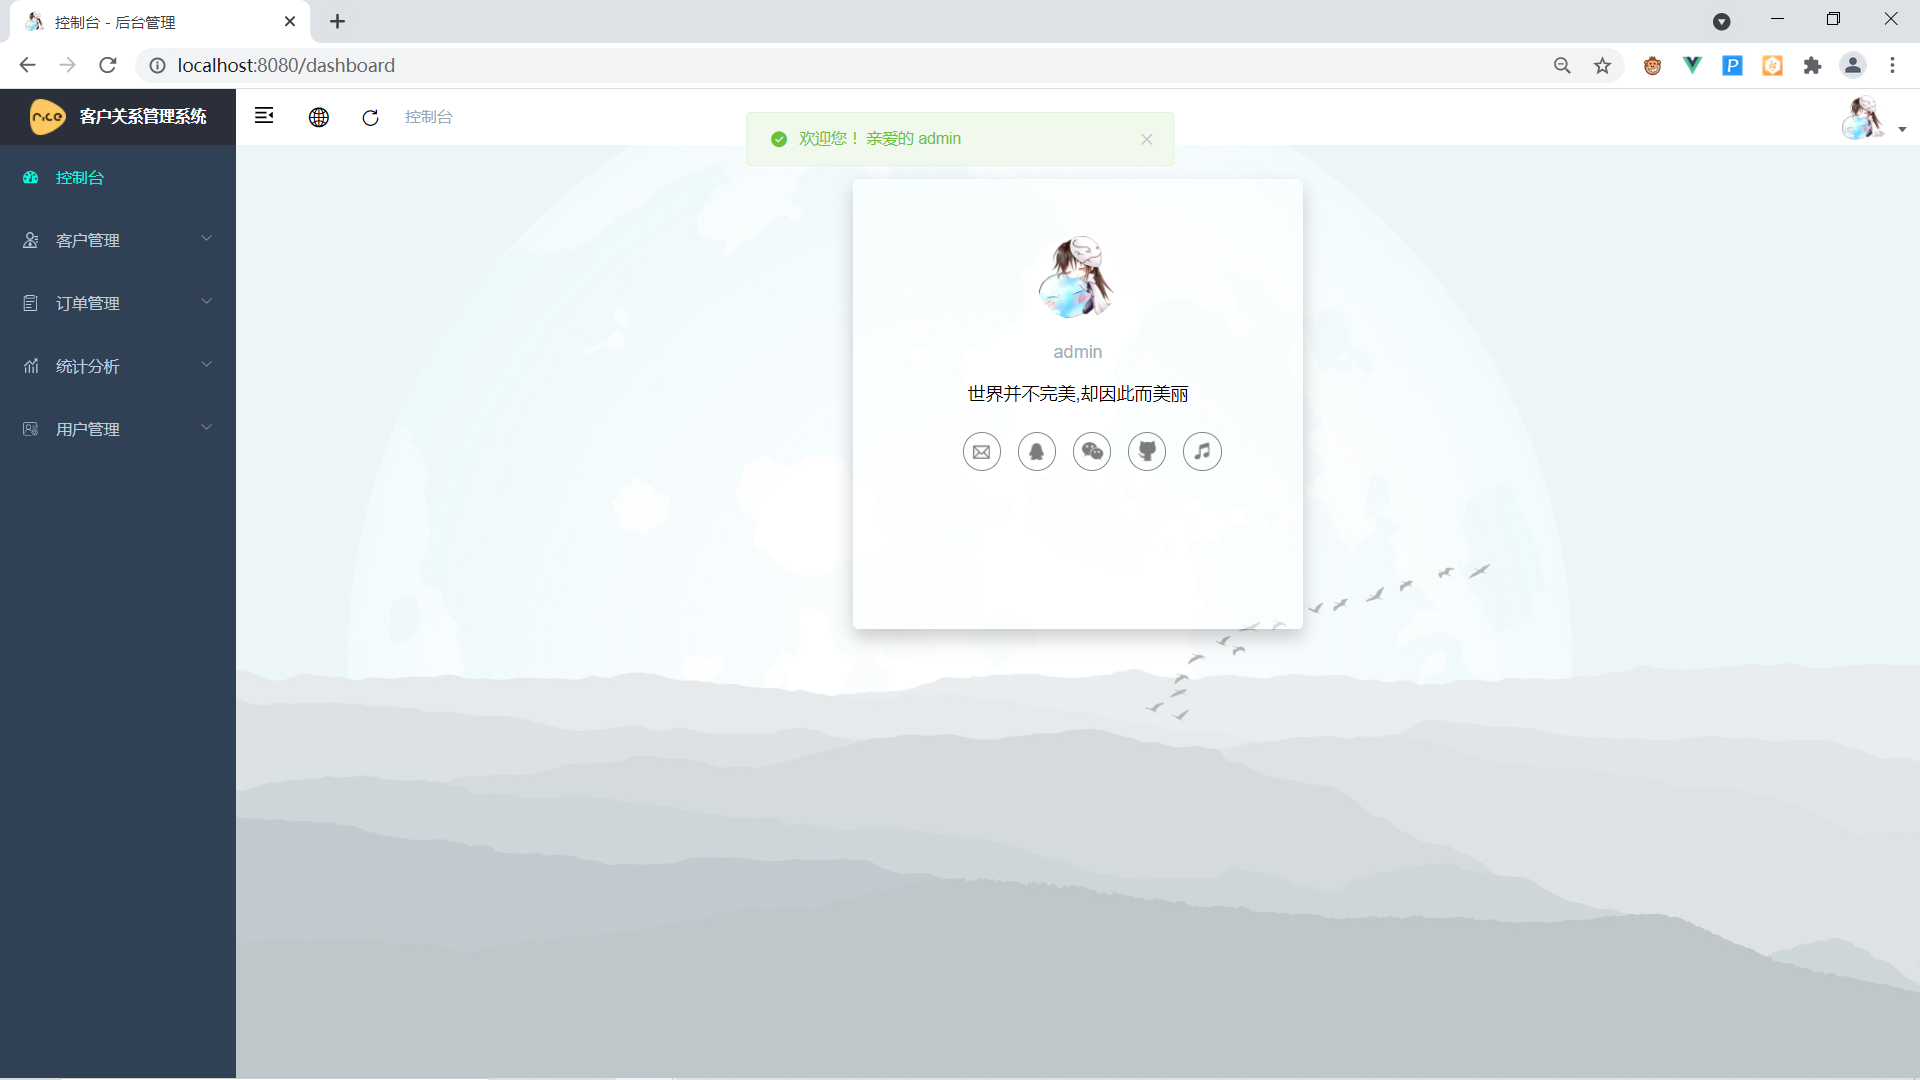 控制台 - 后台管理
localhost:8080/dashboard
nice 客户关系管理系统
控制台
欢迎您！ 亲爱的 admin
控制台
客户管理
订单管理
统计分析
用户管理
admin
世界并不完美,却因此而美丽